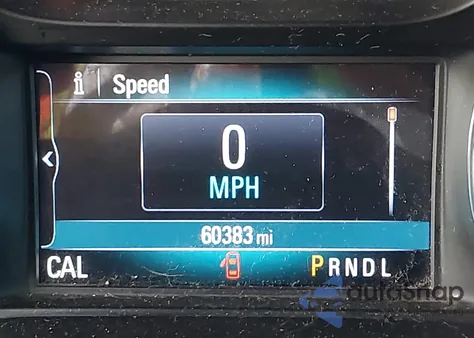 i | Speed
0
MPH
60383 mi
CAL PRNDL
autosnap